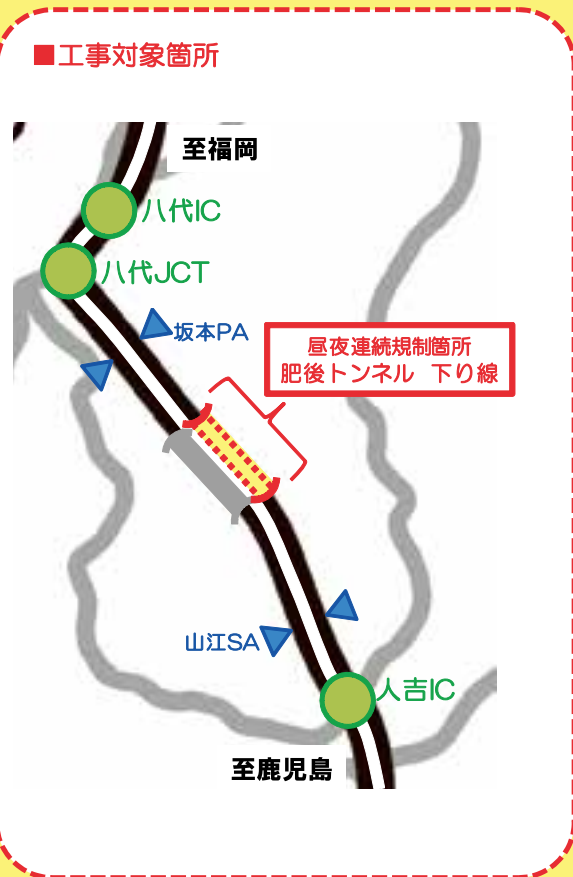 ■工事対象箇所
至福岡
八代IC
八代JCT
坂本PA
昼夜連続規制箇所
肥後トンネル 下り線
山江SA
人吉IC
至鹿児島